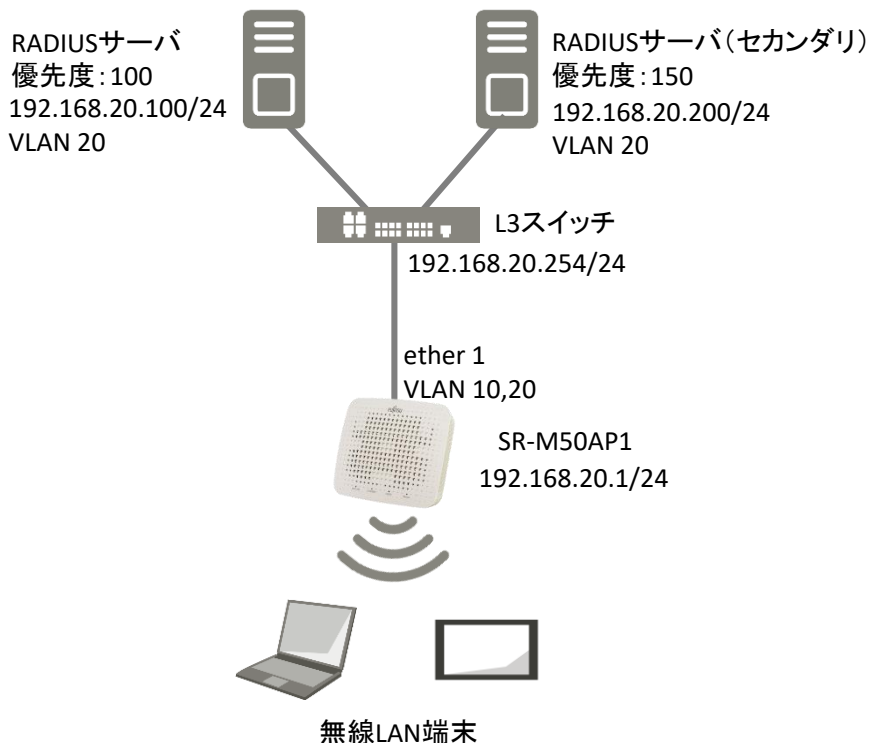 RADIUSサーバ
優先度：100
192.168.20.100/24
VLAN 20
RADIUSサーバ（セカンダリ）
優先度：150
192.168.20.200/24
VLAN 20
L3スイッチ
192.168.20.254/24
ether 1
VLAN 10,20
FUJITSU
SR-M50AP1
192.168.20.1/24
無線LAN端末